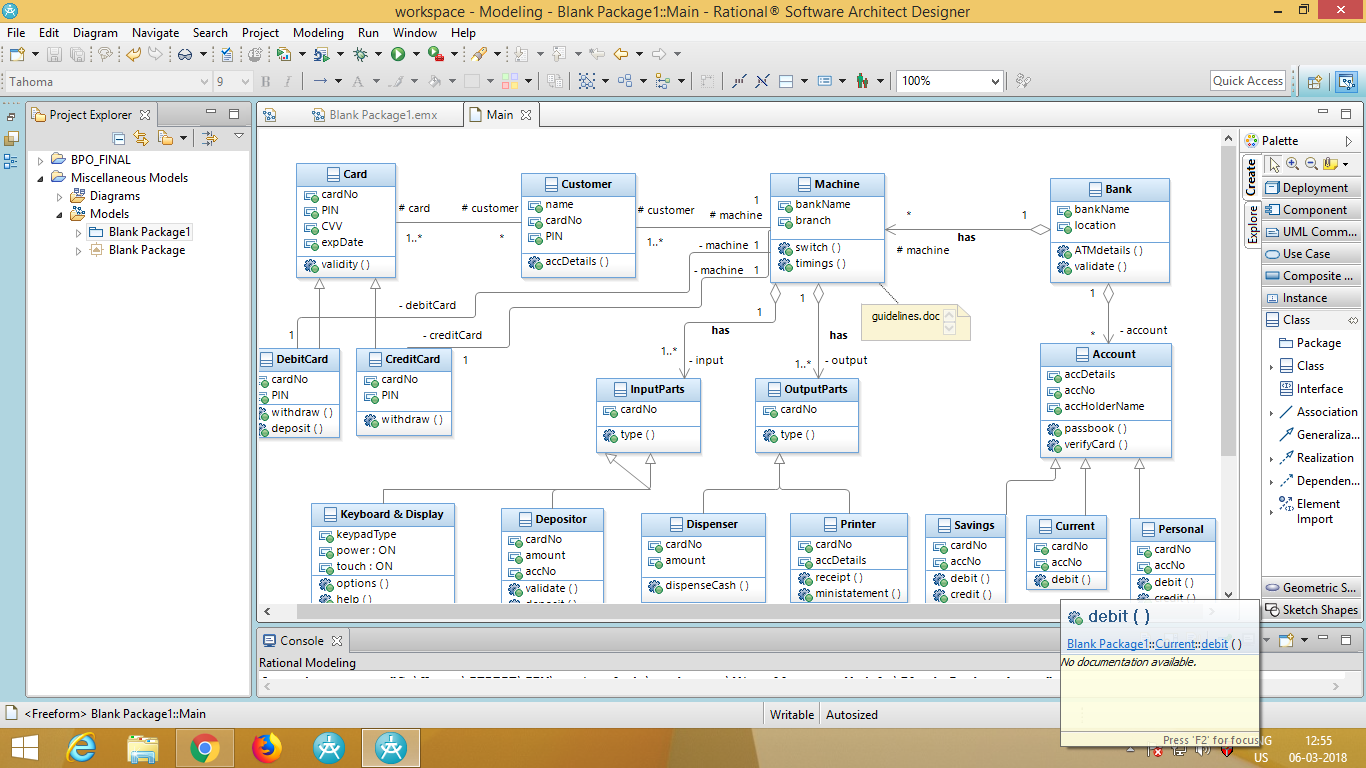 workspace - Modeling - Blank Package1::Main - Rational® Software Architect Designer
File Edit Diagram Navigate Search Project Modeling Run Window Help
Tahoma 9 B I A 100% Quick Access
Project Explorer
BPO_FINAL
Miscellaneous Models
Diagrams
Models
Blank Package1
Blank Package
Blank Package1.emx
Main
Card
cardNo
PIN
CVV
expDate
validity ( )
# card
# customer
1..*
*
Customer
name
cardNo
PIN
accDetails ( )
# customer
1
# machine
1..*
- machine 1
- machine 1
Machine
bankName
branch
switch ( )
timings ( )
*
1
has
# machine
Bank
bankName
location
ATMdetails ( )
validate ( )
guidelines.doc
- debitCard
1
- creditCard
1
DebitCard
cardNo
PIN
withdraw ( )
deposit ( )
CreditCard
cardNo
PIN
withdraw ( )
1
has
1..*
- input
1
has
1..*
- output
1
*
- account
InputParts
cardNo
type ( )
OutputParts
cardNo
type ( )
Account
accDetails
accNo
accHolderName
passbook ( )
verifyCard ( )
Keyboard & Display
keypadType
power : ON
touch : ON
options ( )
help ( )
Depositor
cardNo
amount
accNo
validate ( )
deposit ( )
Dispenser
cardNo
amount
dispenseCash ( )
Printer
cardNo
accDetails
receipt ( )
ministatement ( )
Savings
cardNo
accNo
debit ( )
credit ( )
Current
cardNo
accNo
debit ( )
Personal
cardNo
accNo
debit ( )
credit ( )
Palette
Create
Explore
Deployment
Component
UML Comm...
Use Case
Composite ...
Instance
Class
Package
Class
Interface
Association
Generaliza...
Realization
Dependen...
Element
Import
Geometric S...
Sketch Shapes
debit ( )
Blank Package1::Current::debit ( )
No documentation available.
Press 'F2' for focus
Console
Rational Modeling
<Freeform> Blank Package1::Main
Writable
Autosized
NG
US
12:55
06-03-2018